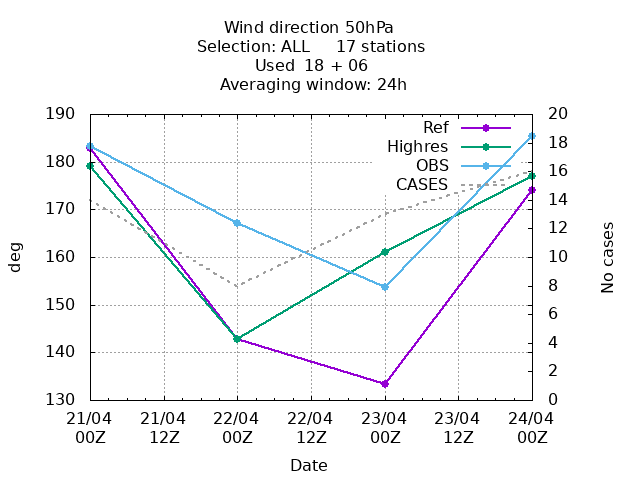 Wind direction 50hPa
Selection: ALL     17 stations
Used  18 + 06
Averaging window: 24h
190
180
170
160
150
140
130
deg
20
18
16
14
12
10
8
6
4
2
0
No cases
Ref
Highres
OBS
CASES
21/04 21/04 22/04 22/04 23/04 23/04 24/04
00Z 12Z 00Z 12Z 00Z 12Z 00Z
Date